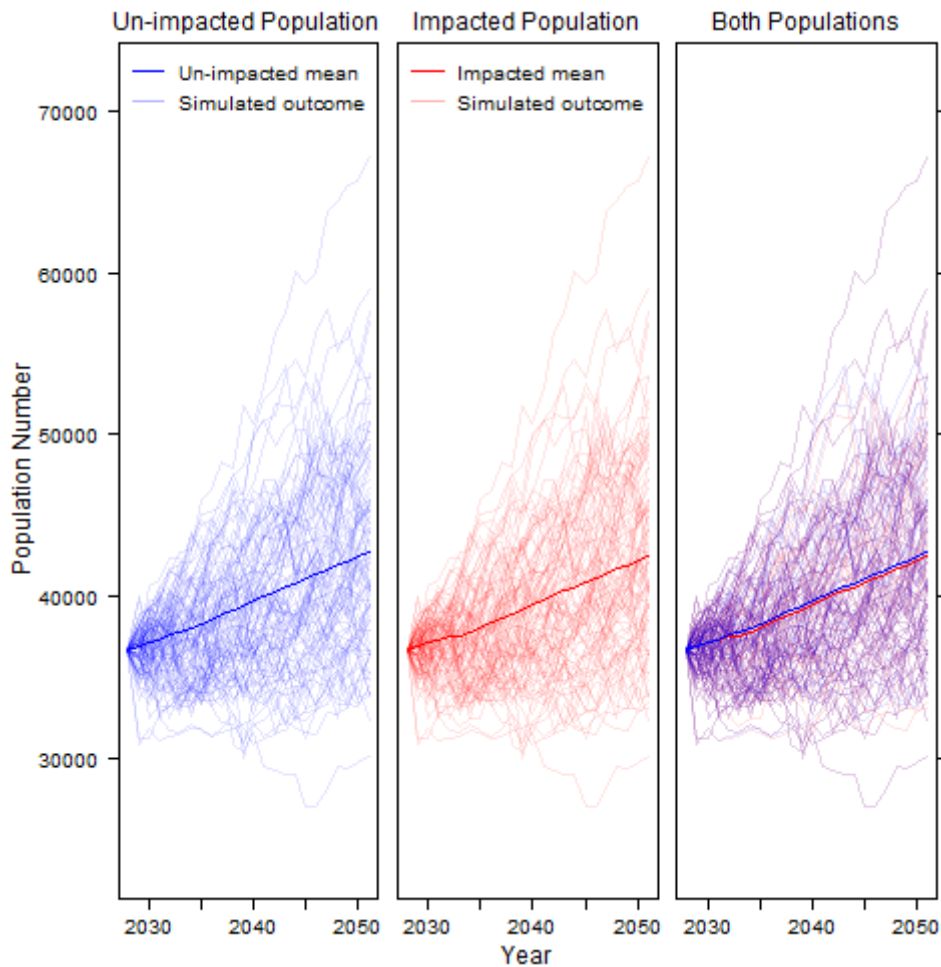 Un-impacted Population
Impacted Population
Both Populations
Un-impacted mean
Simulated outcome
Impacted mean
Simulated outcome
Population Number
70000
60000
50000
40000
30000
2030
2040
2050
2030
2040
2050
2030
2040
2050
Year